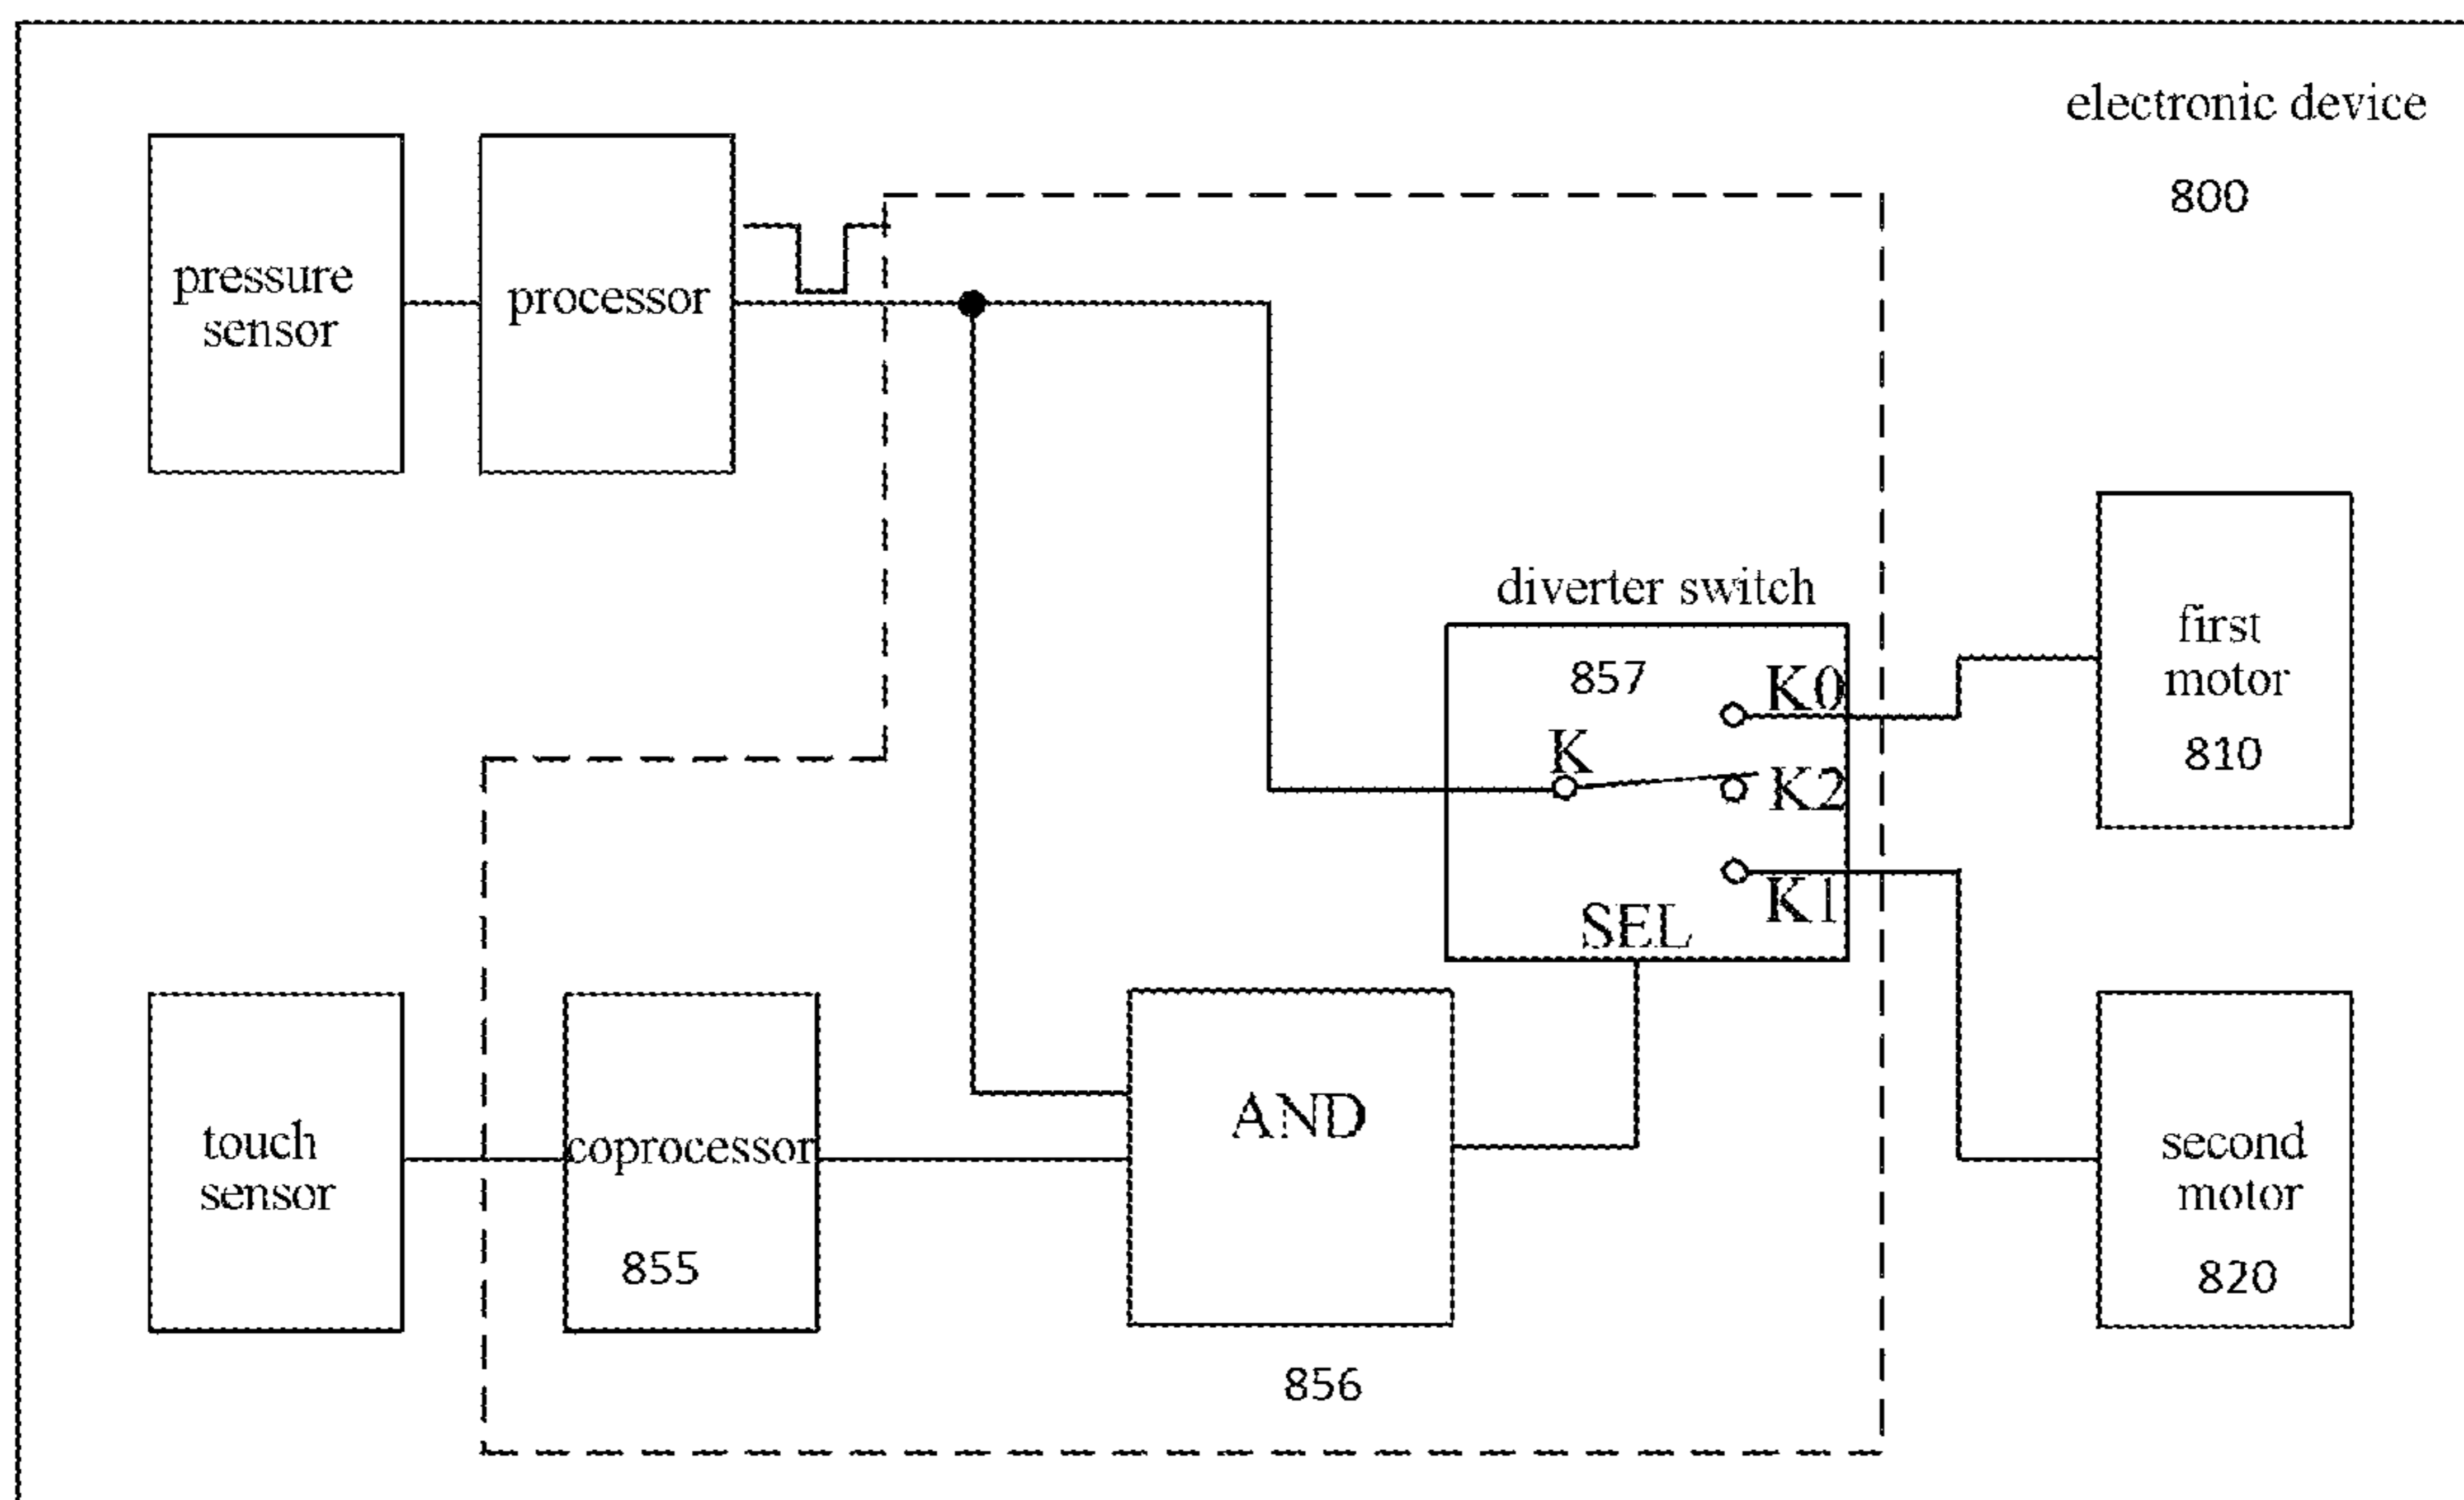 electronic device
800
pressure
sensor
processor
diverter switch
857
K0
K
K2
K1
SEL
first
motor
810
touch
sensor
coprocessor
855
AND
856
second
motor
820